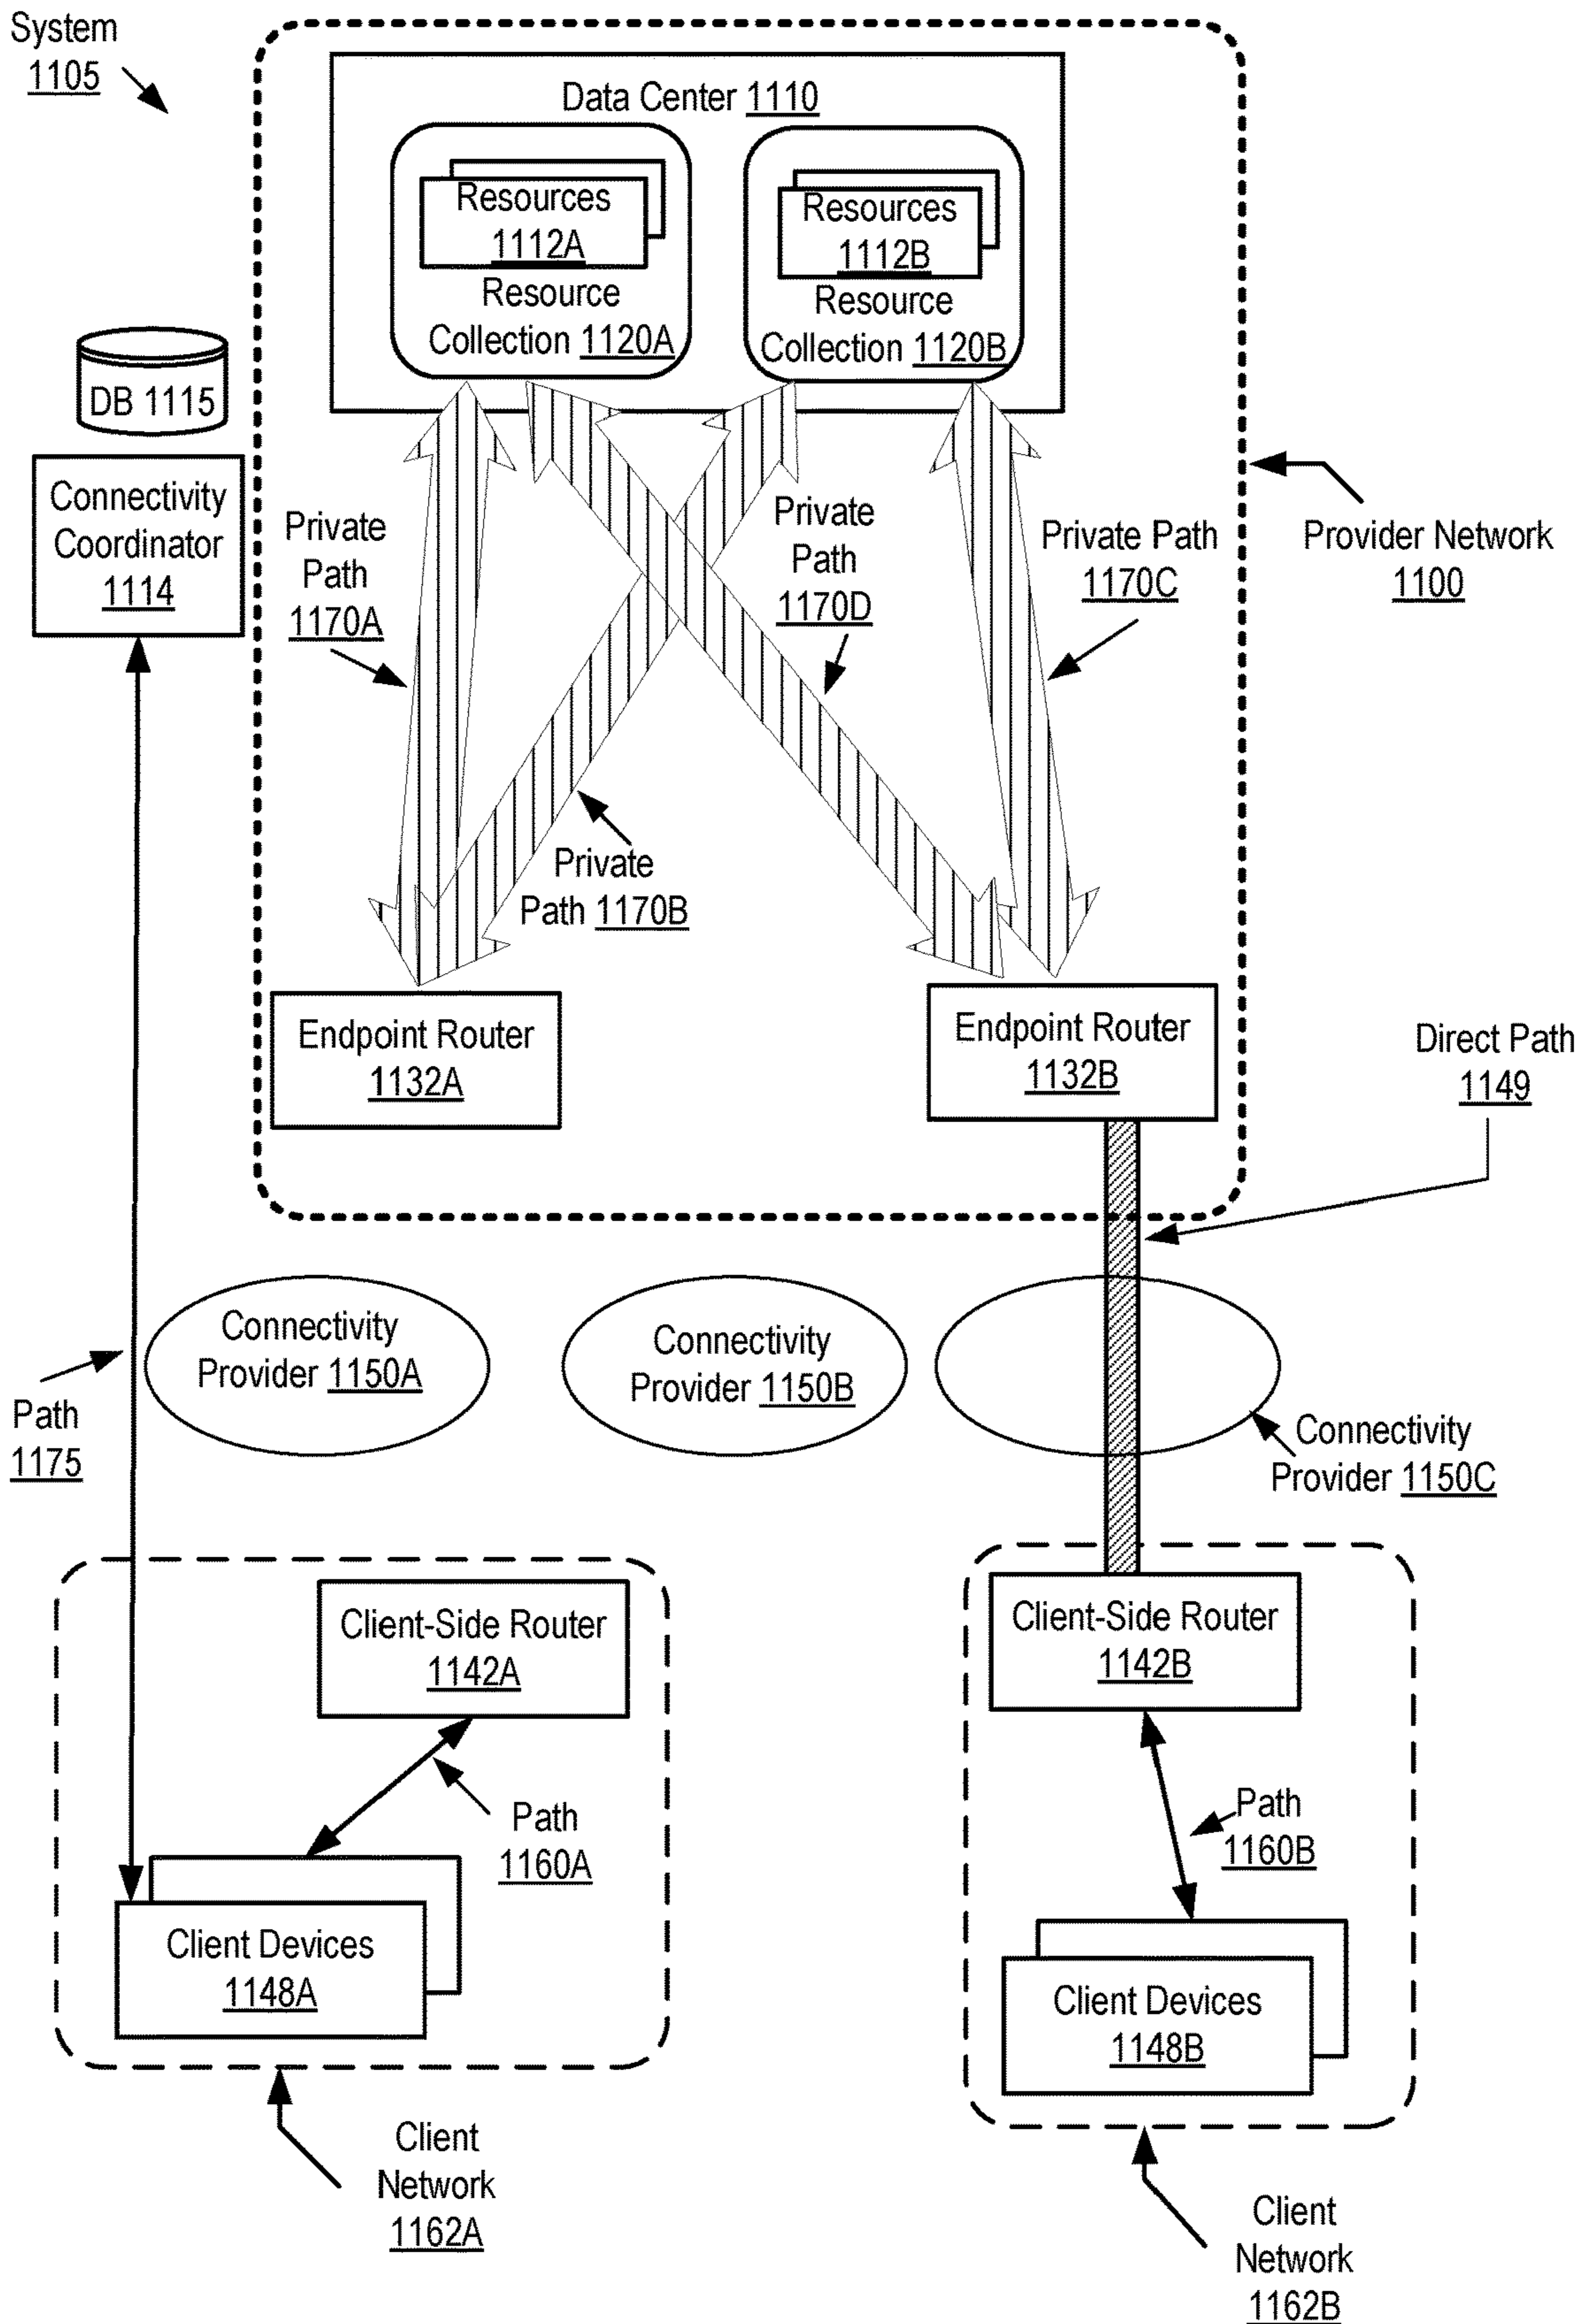 System
1105
Data Center 1110
Resources
1112A
Resource
Collection 1120A
Resources
1112B
Resource
Collection 1120B
DB 1115
Connectivity
Coordinator
1114
Private
Path
1170A
Private
Path
1170D
Private Path
1170C
Provider Network
1100
Private
Path 1170B
Endpoint Router
1132A
Endpoint Router
1132B
Direct Path
1149
Connectivity
Provider 1150A
Connectivity
Provider 1150B
Connectivity
Provider 1150C
Path
1175
Client-Side Router
1142A
Path
1160A
Client Devices
1148A
Client
Network
1162A
Client-Side Router
1142B
Path
1160B
Client Devices
1148B
Client
Network
1162B